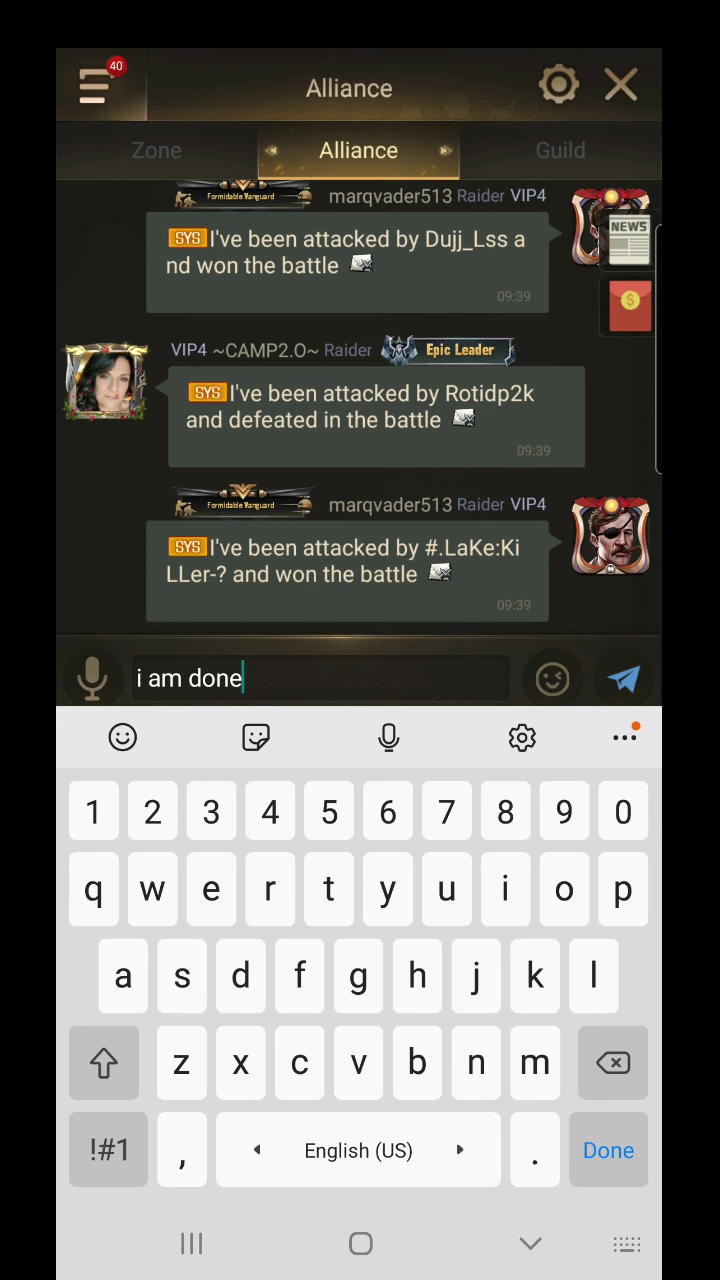 40
Alliance
Zone
Alliance
Guild
Formidable Vanguard
marqvader513 Raider VIP4
NEWS
SYS I've been attacked by Dujj_Lss a
nd won the battle
09:39
VIP4 ~CAMP2.O~ Raider Epic Leader
SYS I've been attacked by Rotidp2k
and defeated in the battle
09:39
Formidable Vanguard
marqvader513 Raider VIP4
SYS I've been attacked by #.LaKe:Ki
LLer-? and won the battle
09:39
i am done
1 2 3 4 5 6 7 8 9 0
q w e r t y u i o p
a s d f g h j k l
z x c v b n m
!#1 , English (US) . Done